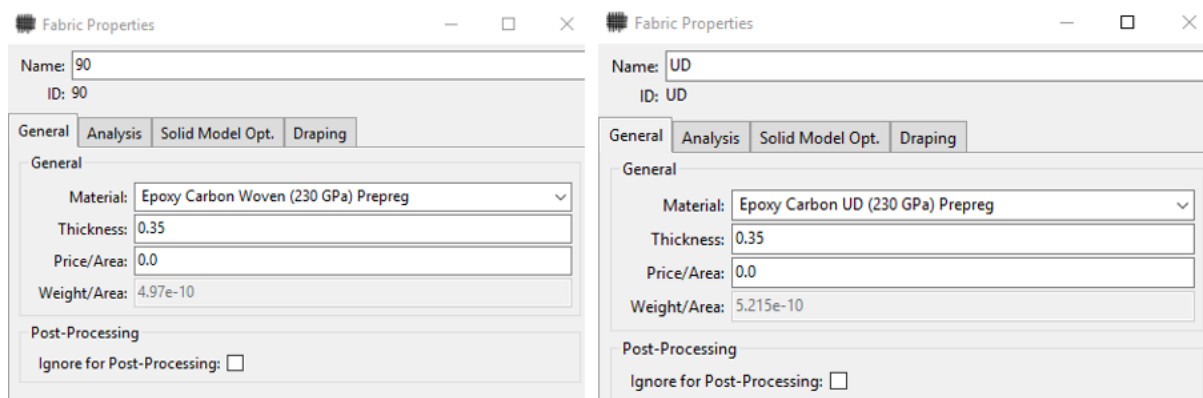 Fabric Properties
Name: 90
ID: 90
General Analysis Solid Model Opt. Draping
General
Material: Epoxy Carbon Woven (230 GPa) Prepreg
Thickness: 0.35
Price/Area: 0.0
Weight/Area: 4.97e-10
Post-Processing
Ignore for Post-Processing:
Fabric Properties
Name: UD
ID: UD
General Analysis Solid Model Opt. Draping
General
Material: Epoxy Carbon UD (230 GPa) Prepreg
Thickness: 0.35
Price/Area: 0.0
Weight/Area: 5.215e-10
Post-Processing
Ignore for Post-Processing: